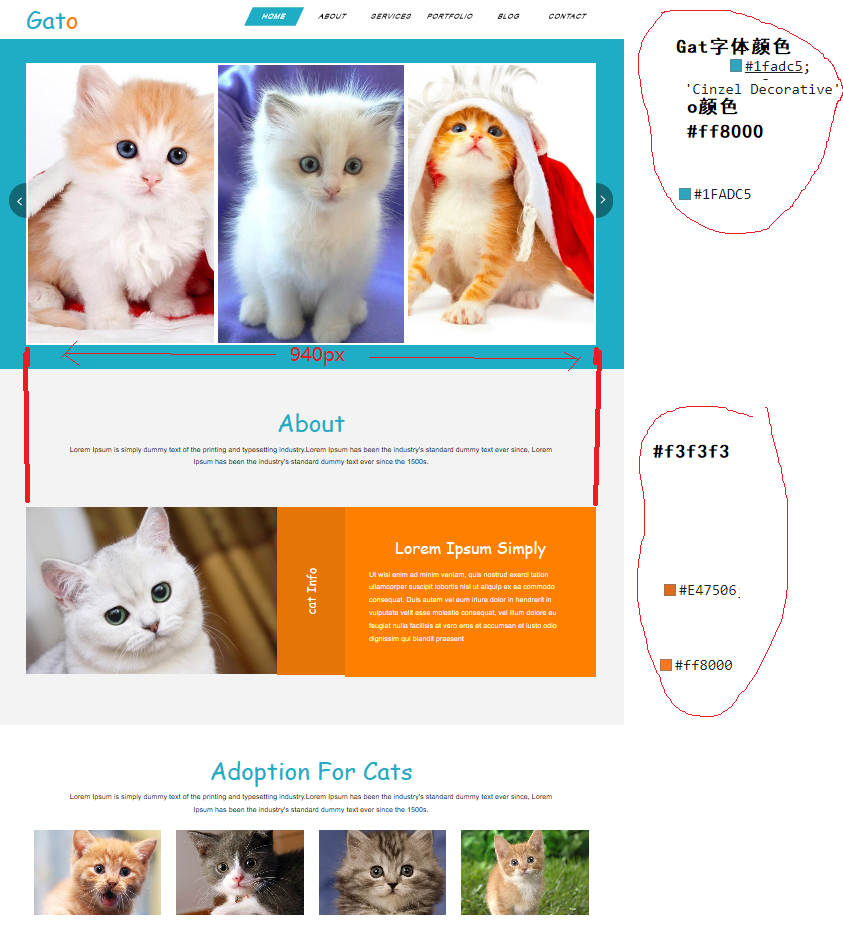 Gato
HOME ABOUT SERVICES PORTFOLIO BLOG CONTACT
Gat字体颜色
#1fadc5;
'Cinzel Decorative'
o颜色
#ff8000
#1FADC5
940px
About
Lorem Ipsum is simply dummy text of the printing and typesetting industry.Lorem Ipsum has been the industry's standard dummy text ever since, Lorem
Ipsum has been the industry's standard dummy text ever since the 1500s.
#f3f3f3
cat Info
Lorem Ipsum Simply
Ut wisi enim ad minim veniam, quis nostrud exerci tation
ullamcorper suscipit lobortis nisl ut aliquip ex ea commodo
consequat. Duis autem vel eum iriure dolor in hendrerit in
vulputate velit esse molestie consequat, vel illum dolore eu
feugiat nulla facilisis at vero eros et accumsan et iusto odio
dignissim qui blandit praesent
#E47506;
#ff8000
Adoption For Cats
Lorem Ipsum is simply dummy text of the printing and typesetting industry.Lorem Ipsum has been the industry's standard dummy text ever since, Lorem
Ipsum has been the industry's standard dummy text ever since the 1500s.